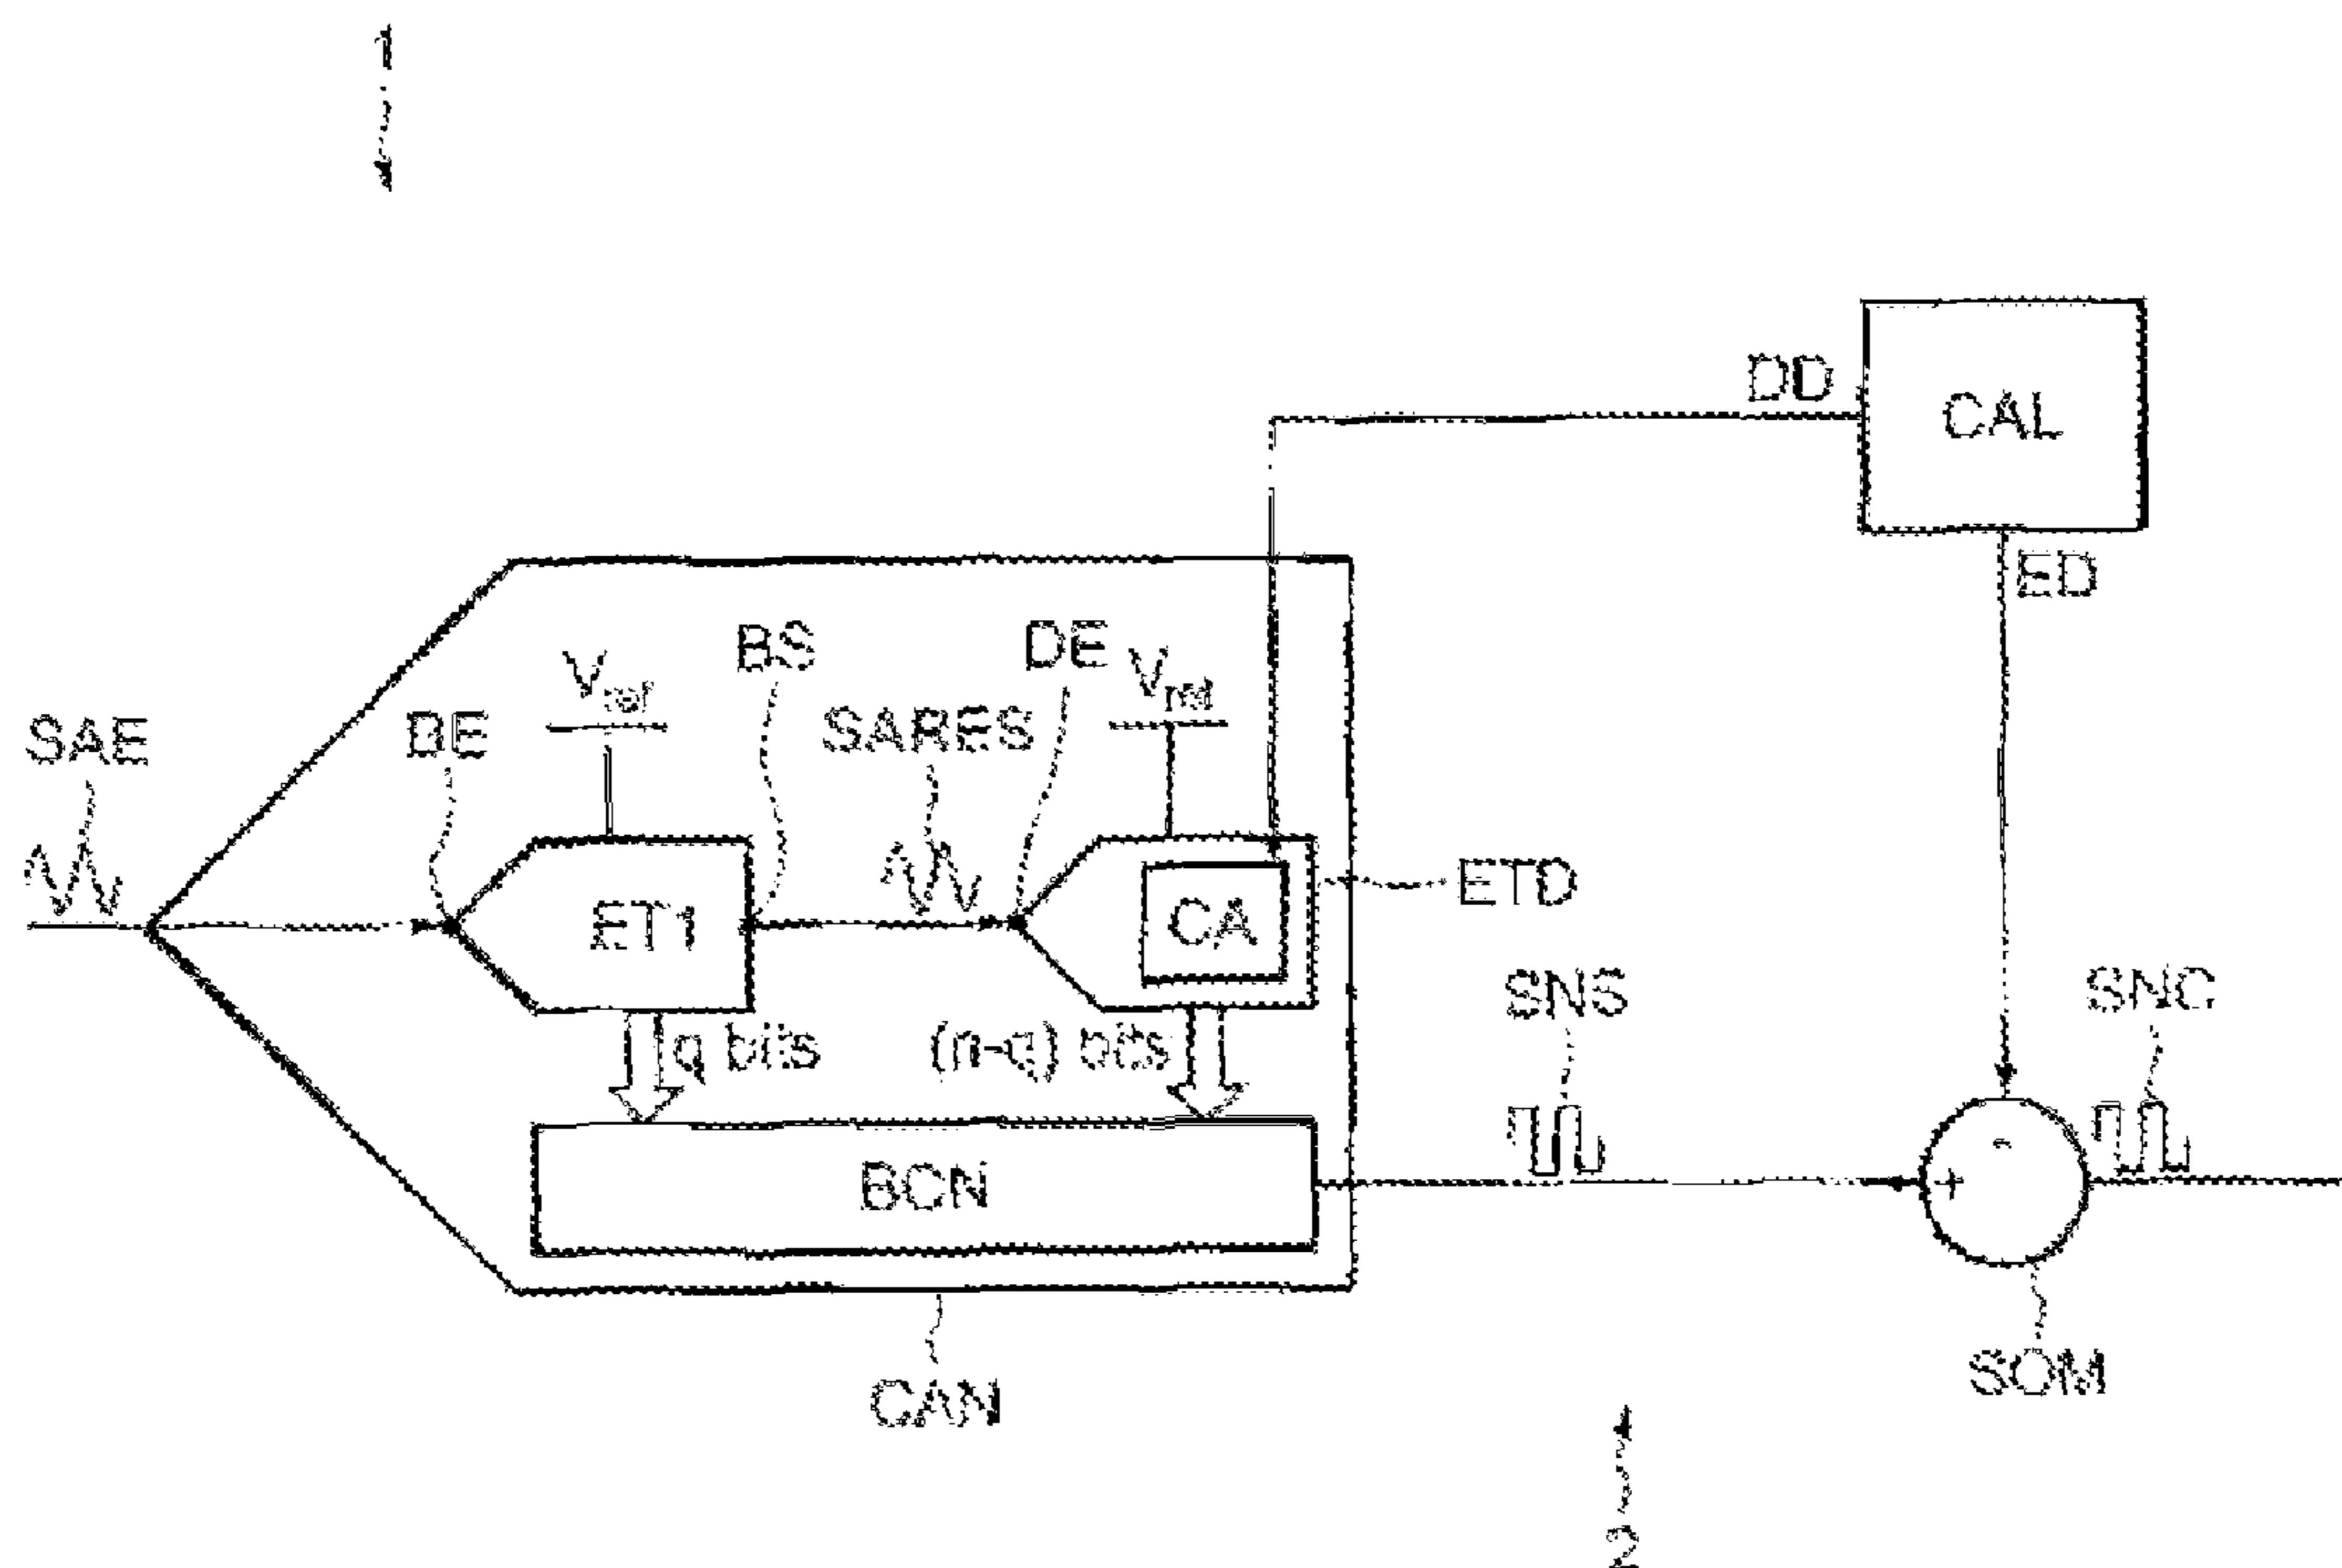 1
CAL
DD
ED
SAE
BE
Vref
BS
SARES
DE
Vref
ET1
CA
ETD
q bits
(n-q) bits
BCN
SNS
SNC
CAN
SOM
2